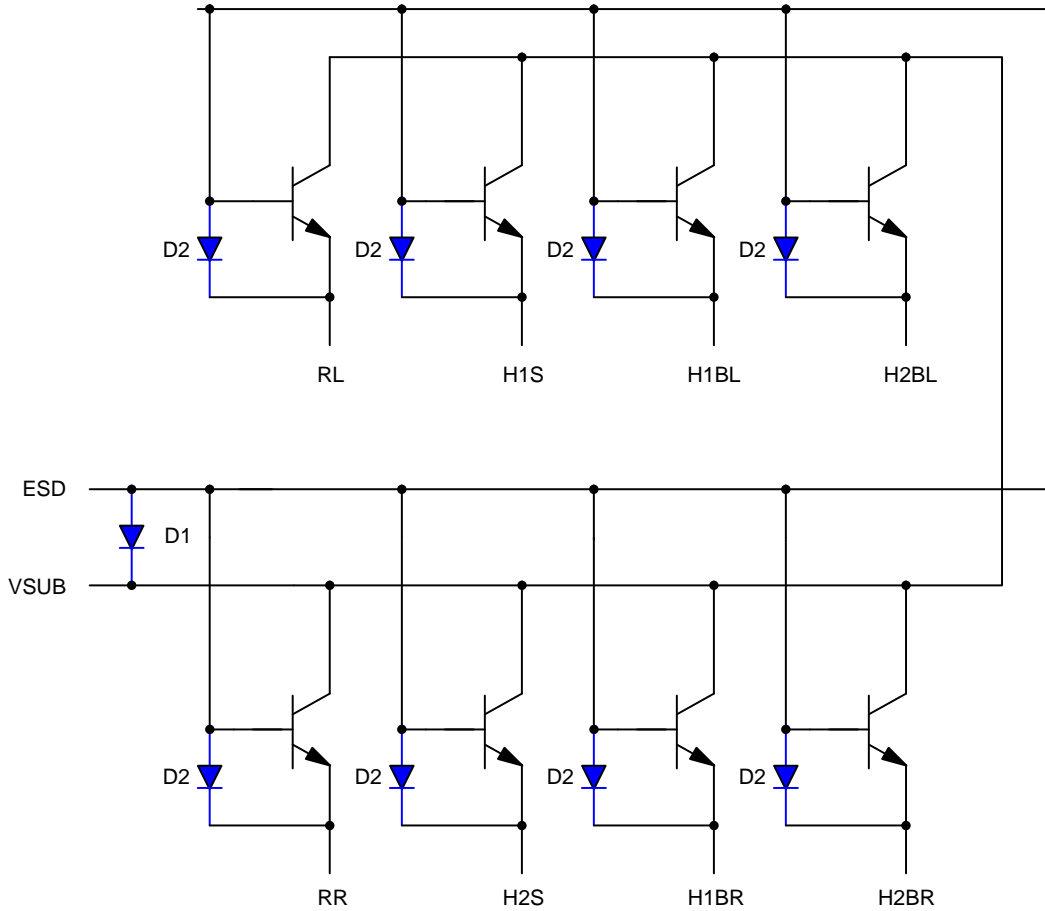 D2 D2 D2 D2
RL H1S H1BL H2BL
ESD
D1
VSUB
D2 D2 D2 D2
RR H2S H1BR H2BR